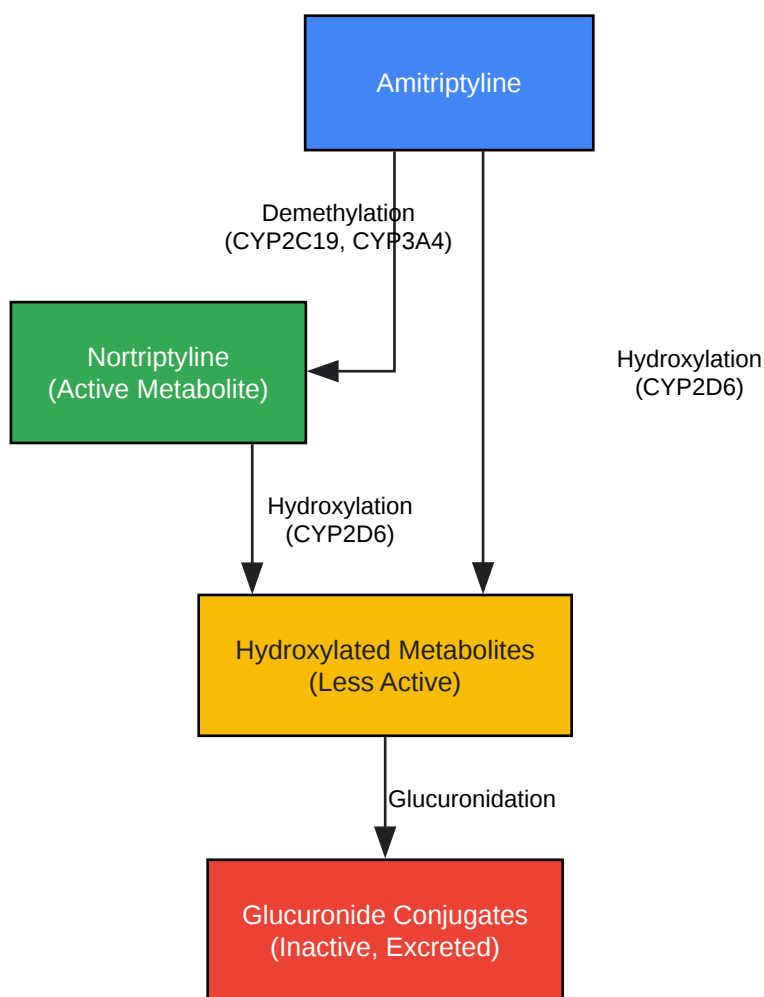 Amitriptyline
Demethylation
(CYP2C19, CYP3A4)
Nortriptyline
(Active Metabolite)
Hydroxylation
(CYP2D6)
Hydroxylation
(CYP2D6)
Hydroxylated Metabolites
(Less Active)
Glucuronidation
Glucuronide Conjugates
(Inactive, Excreted)